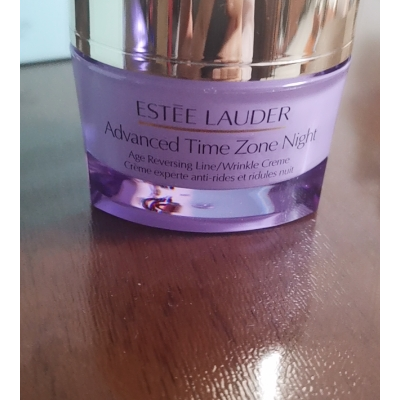 ESTĒE LAUDER
Advanced Time Zone Night
Age Reversing Line/Wrinkle Creme
Crème experte anti-rides et ridules nuit